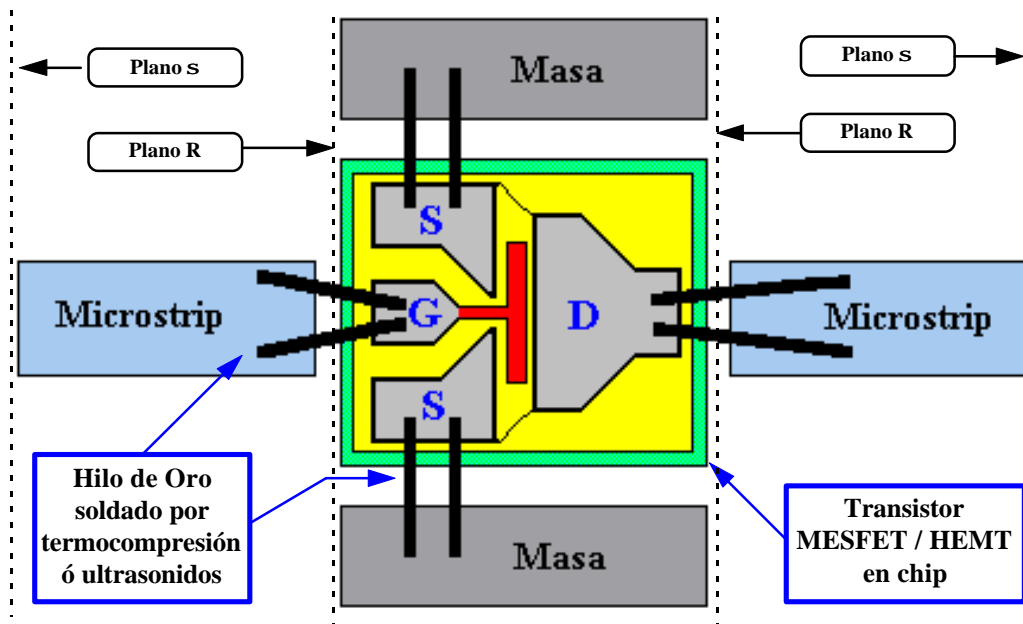 Plano s
Masa
Plano s
Plano R
Plano R
S
Microstrip
G
D
Microstrip
S
Hilo de Oro
soldado por
termocompresión
ó ultrasonidos
Masa
Transistor
MESFET / HEMT
en chip